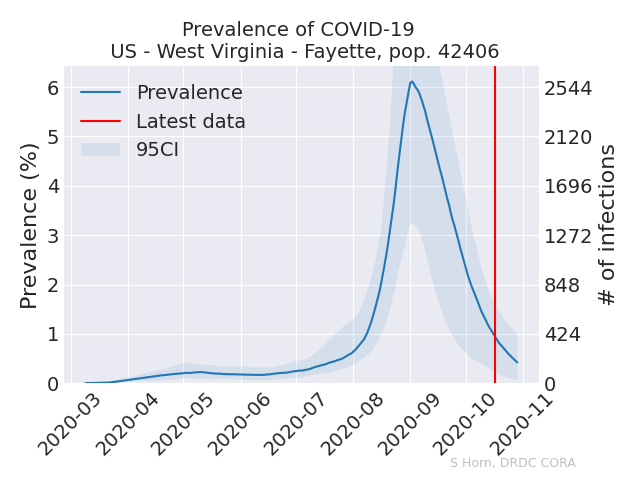 Prevalence of COVID-19
US - West Virginia - Fayette, pop. 42406
Prevalence
Latest data
95CI
Prevalence (%)
6
5
4
3
2
1
0
2544
2120
1696
1272
848
424
0
# of infections
2020-03
2020-04
2020-05
2020-06
2020-07
2020-08
2020-09
2020-10
2020-11
S Horn, DRDC CORA